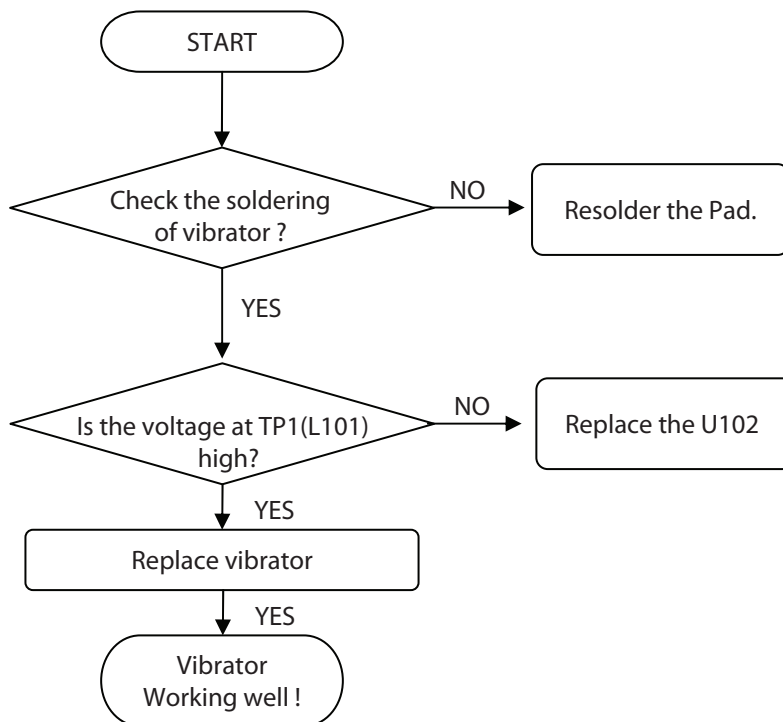 START
Check the soldering
of vibrator ?
NO
Resolder the Pad.
YES
Is the voltage at TP1(L101)
high?
NO
Replace the U102
YES
Replace vibrator
YES
Vibrator
Working well !